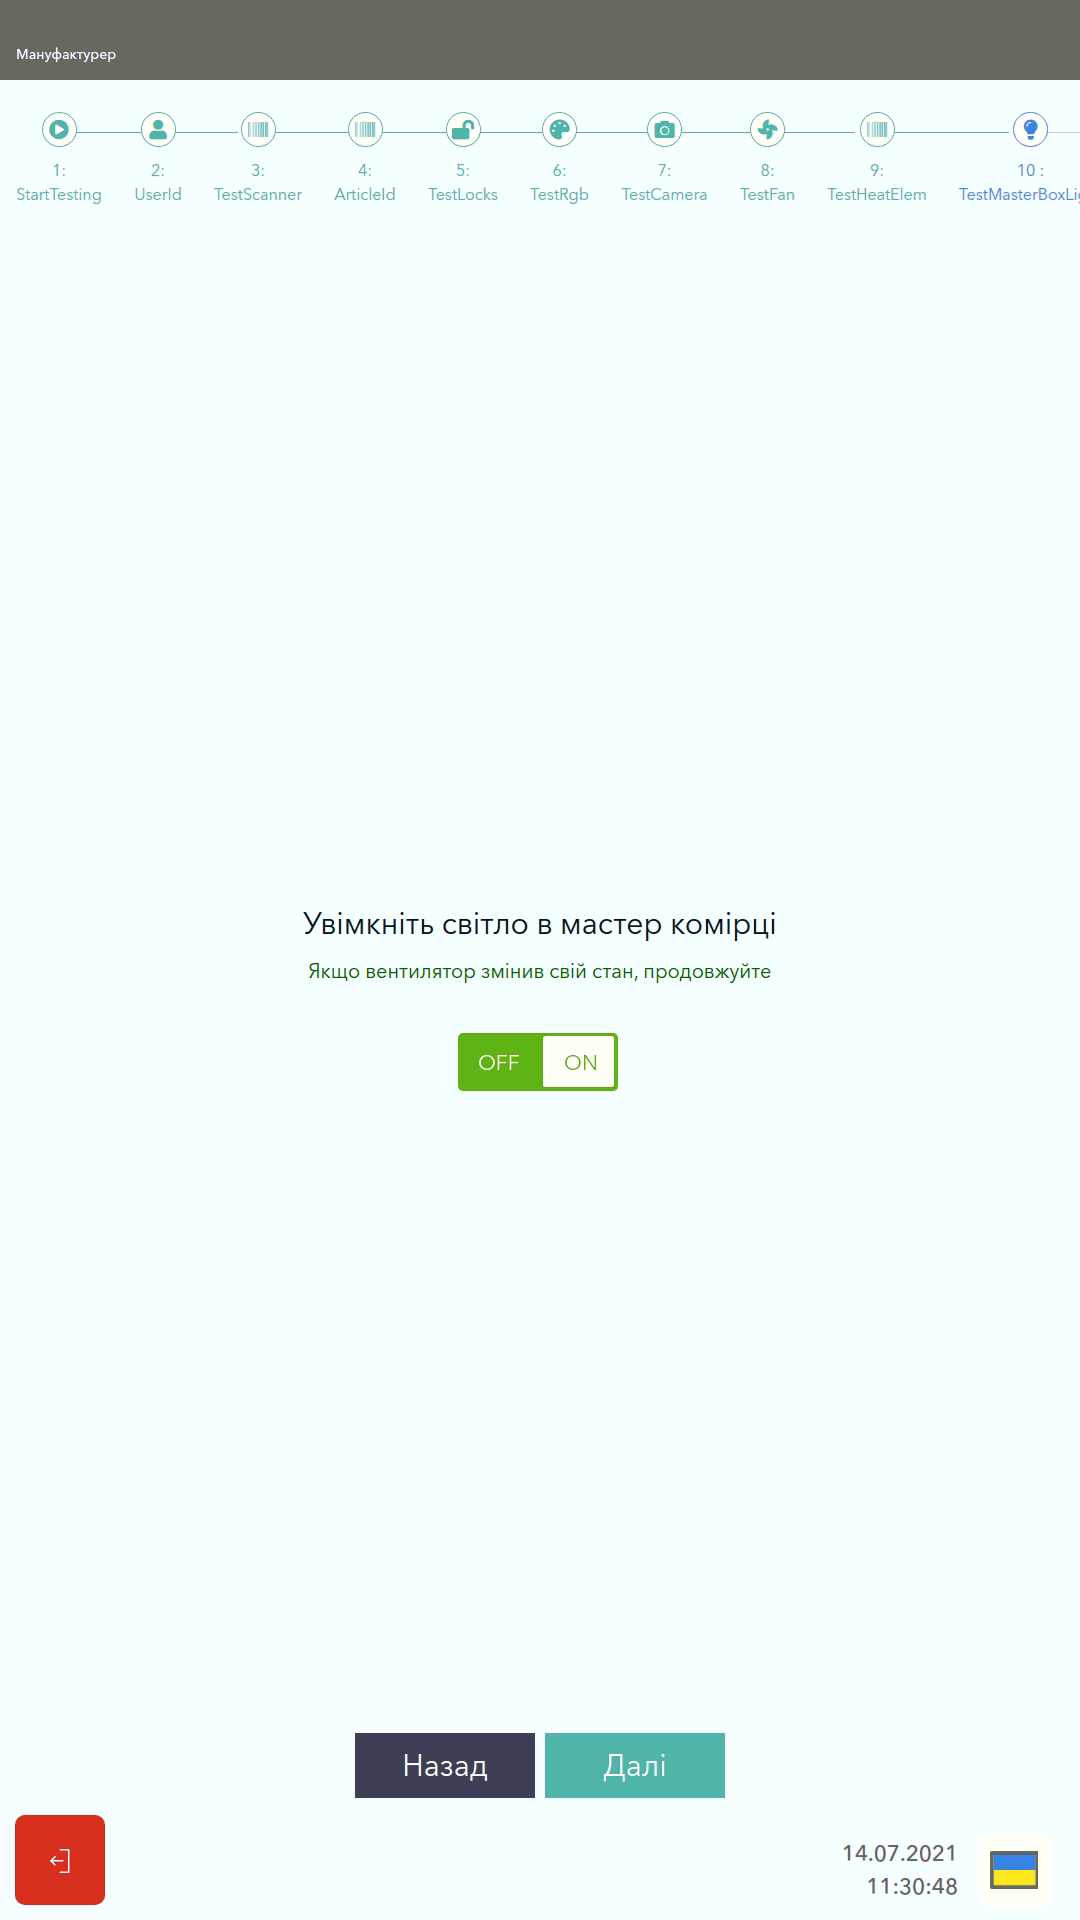 Мануфактурер
1: 2: 3: 4: 5: 6: 7: 8: 9: 10 :
StartTesting UserId TestScanner ArticleId TestLocks TestRgb TestCamera TestFan TestHeatElem TestMasterBoxLig
Увімкніть світло в мастер комірці
Якщо вентилятор змінив свій стан, продовжуйте
OFF ON
Назад Далі
14.07.2021
11:30:48